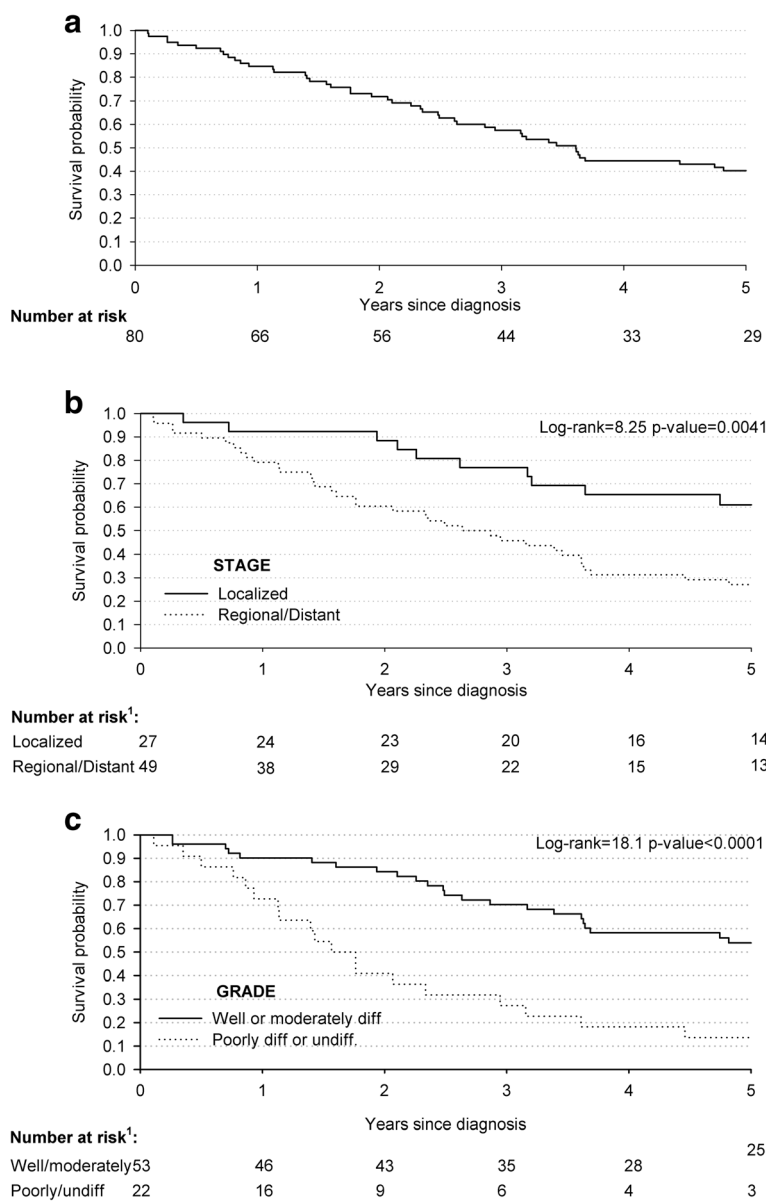 a
1.0
0.9
0.8
0.7
0.6
0.5
0.4
0.3
0.2
0.1
0.0
Survival probability
0 1 2 3 4 5
Years since diagnosis
Number at risk
80 66 56 44 33 29
b
1.0
0.9
0.8
0.7
0.6
0.5
0.4
0.3
0.2
0.1
0.0
Survival probability
Log-rank=8.25 p-value=0.0041
STAGE
Localized
Regional/Distant
0 1 2 3 4 5
Years since diagnosis
Number at risk¹:
Localized 27 24 23 20 16 14
Regional/Distant 49 38 29 22 15 13
c
1.0
0.9
0.8
0.7
0.6
0.5
0.4
0.3
0.2
0.1
0.0
Survival probability
Log-rank=18.1 p-value<0.0001
GRADE
Well or moderately diff
Poorly diff or undiff.
0 1 2 3 4 5
Years since diagnosis
Number at risk¹:
Well/moderately 53 46 43 35 28 25
Poorly/undiff 22 16 9 6 4 3